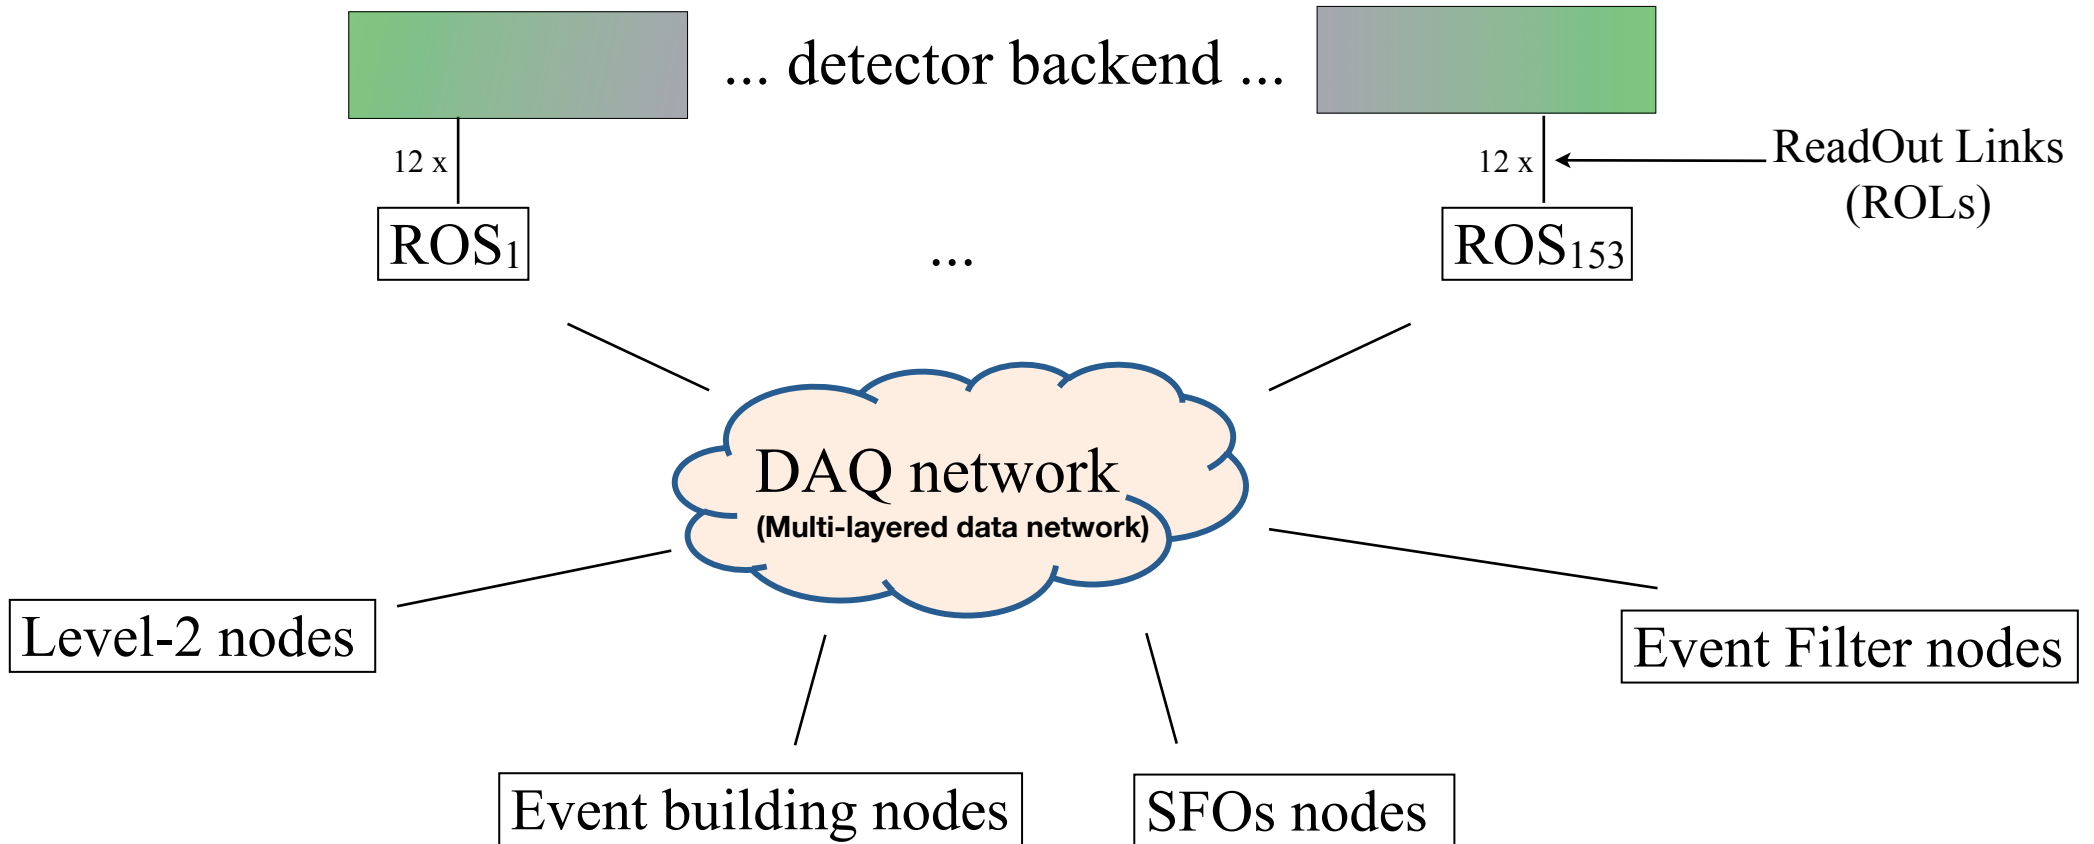 ... detector backend ...
12 x
12 x
ReadOut Links
(ROLs)
ROS₁
...
ROS₁₅₃
DAQ network
(Multi-layered data network)
Level-2 nodes
Event Filter nodes
Event building nodes
SFOs nodes